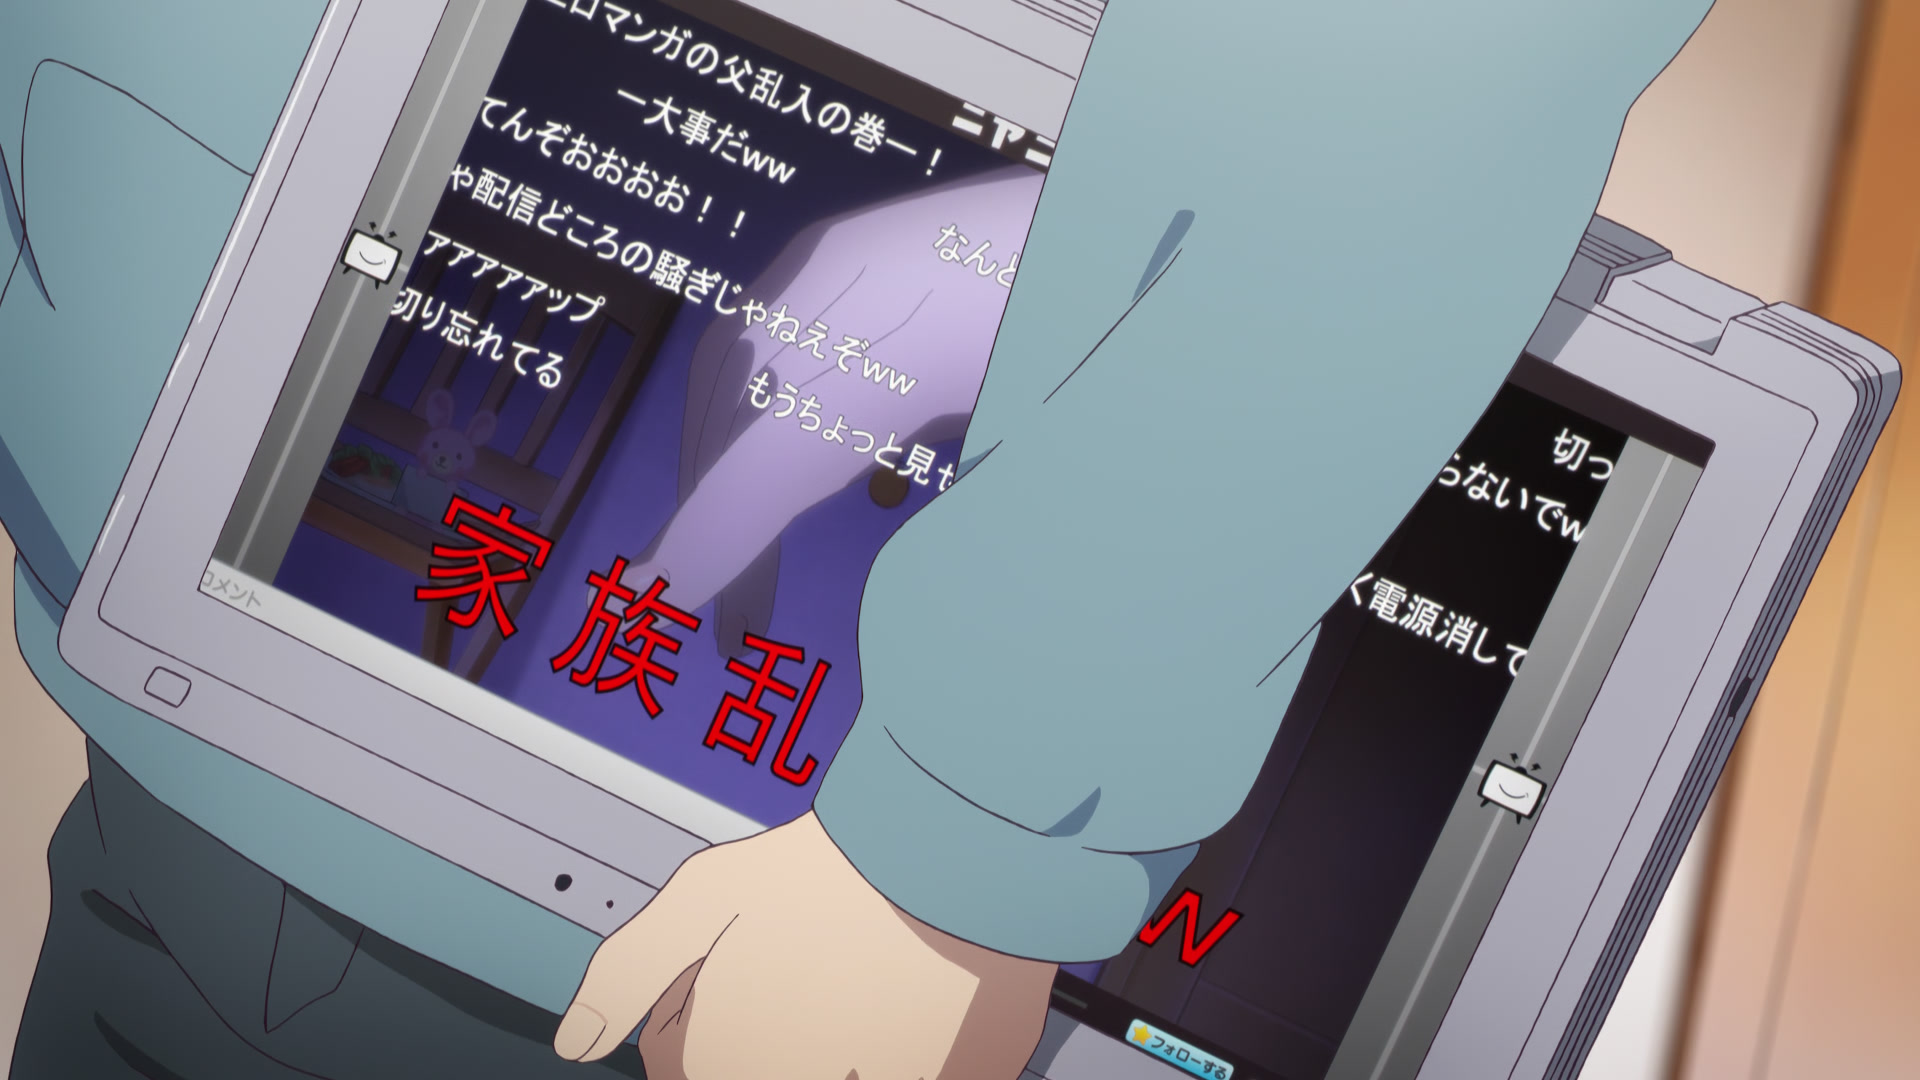 エロマンガの父乱入の巻ー！
ニャニ
一大事だww
てんぞおおおお！！
なんと
ゃ配信どころの騒ぎじゃねえぞww
アアアアアップ
切り忘れてる
もうちょっと見せ
家族乱
コメント
切っ
らないでw
く電源消して
W
フォローする